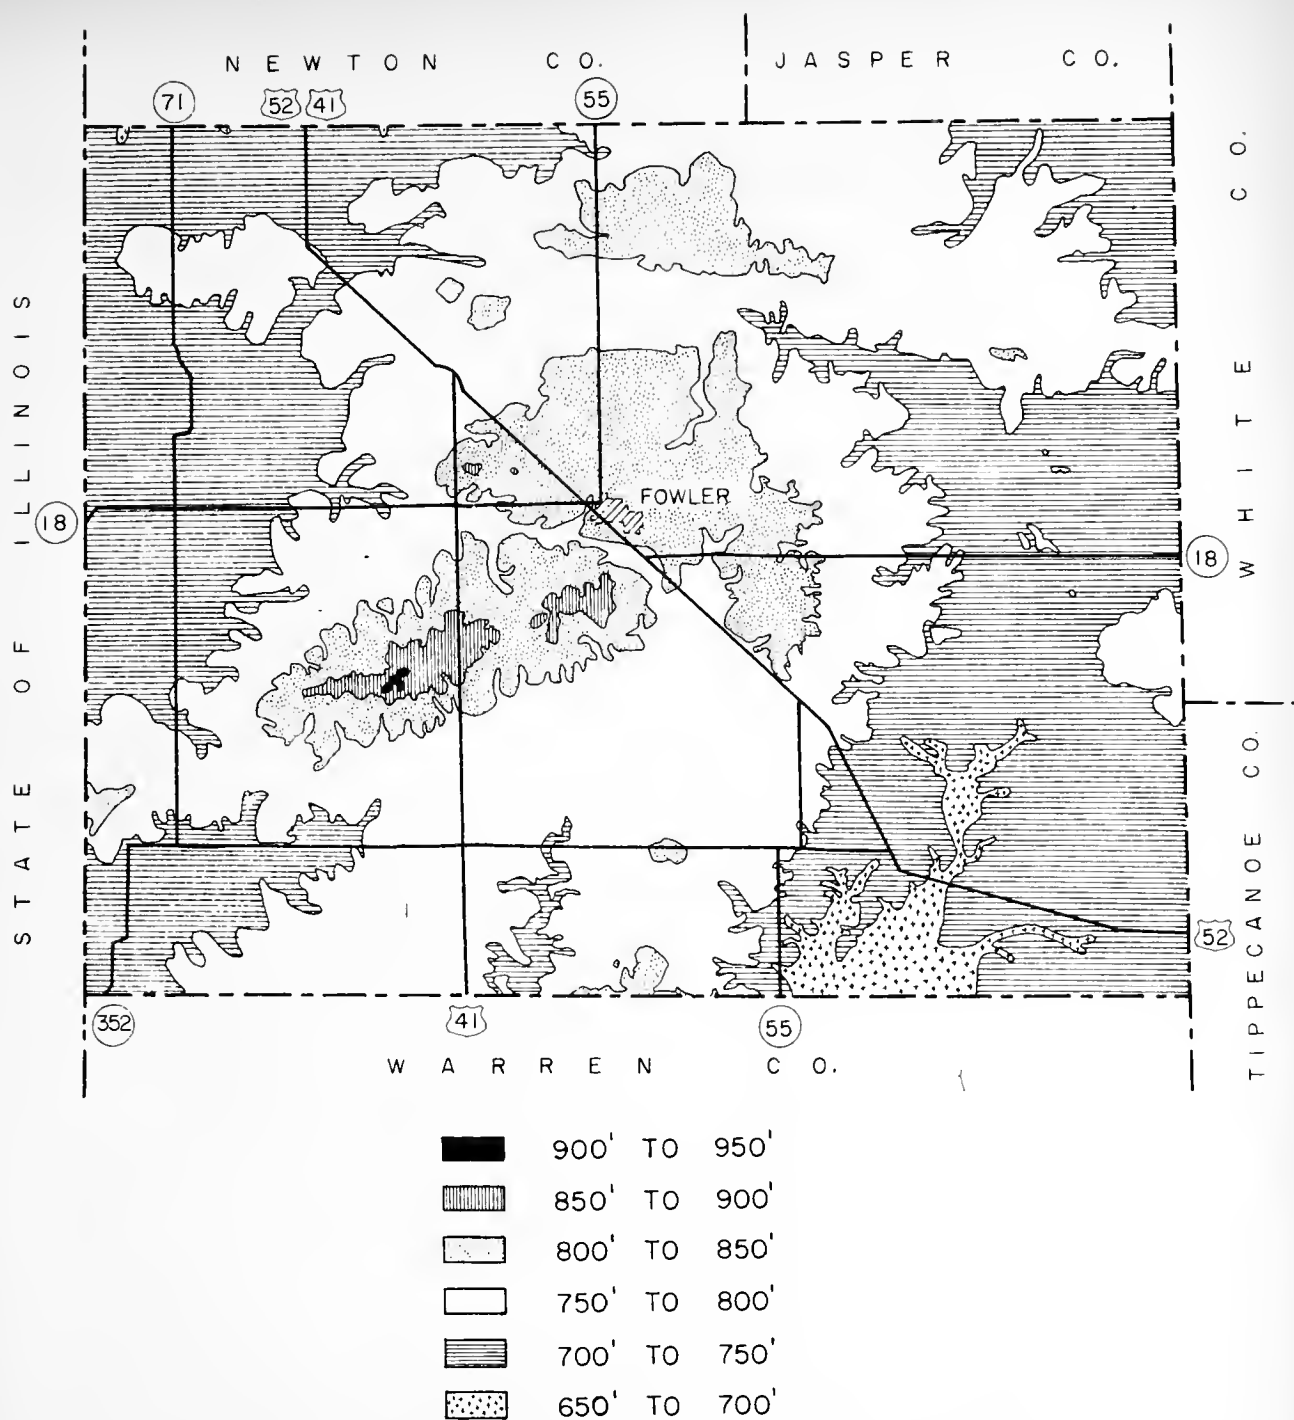 NEWTON CO.
JASPER CO.
71
52
41
55
WHITE CO.
STATE OF ILLINOIS
FOWLER
18
18
TIPPECANOE CO.
52
352
41
55
WARREN CO.
900' TO 950'
850' TO 900'
800' TO 850'
750' TO 800'
700' TO 750'
650' TO 700'